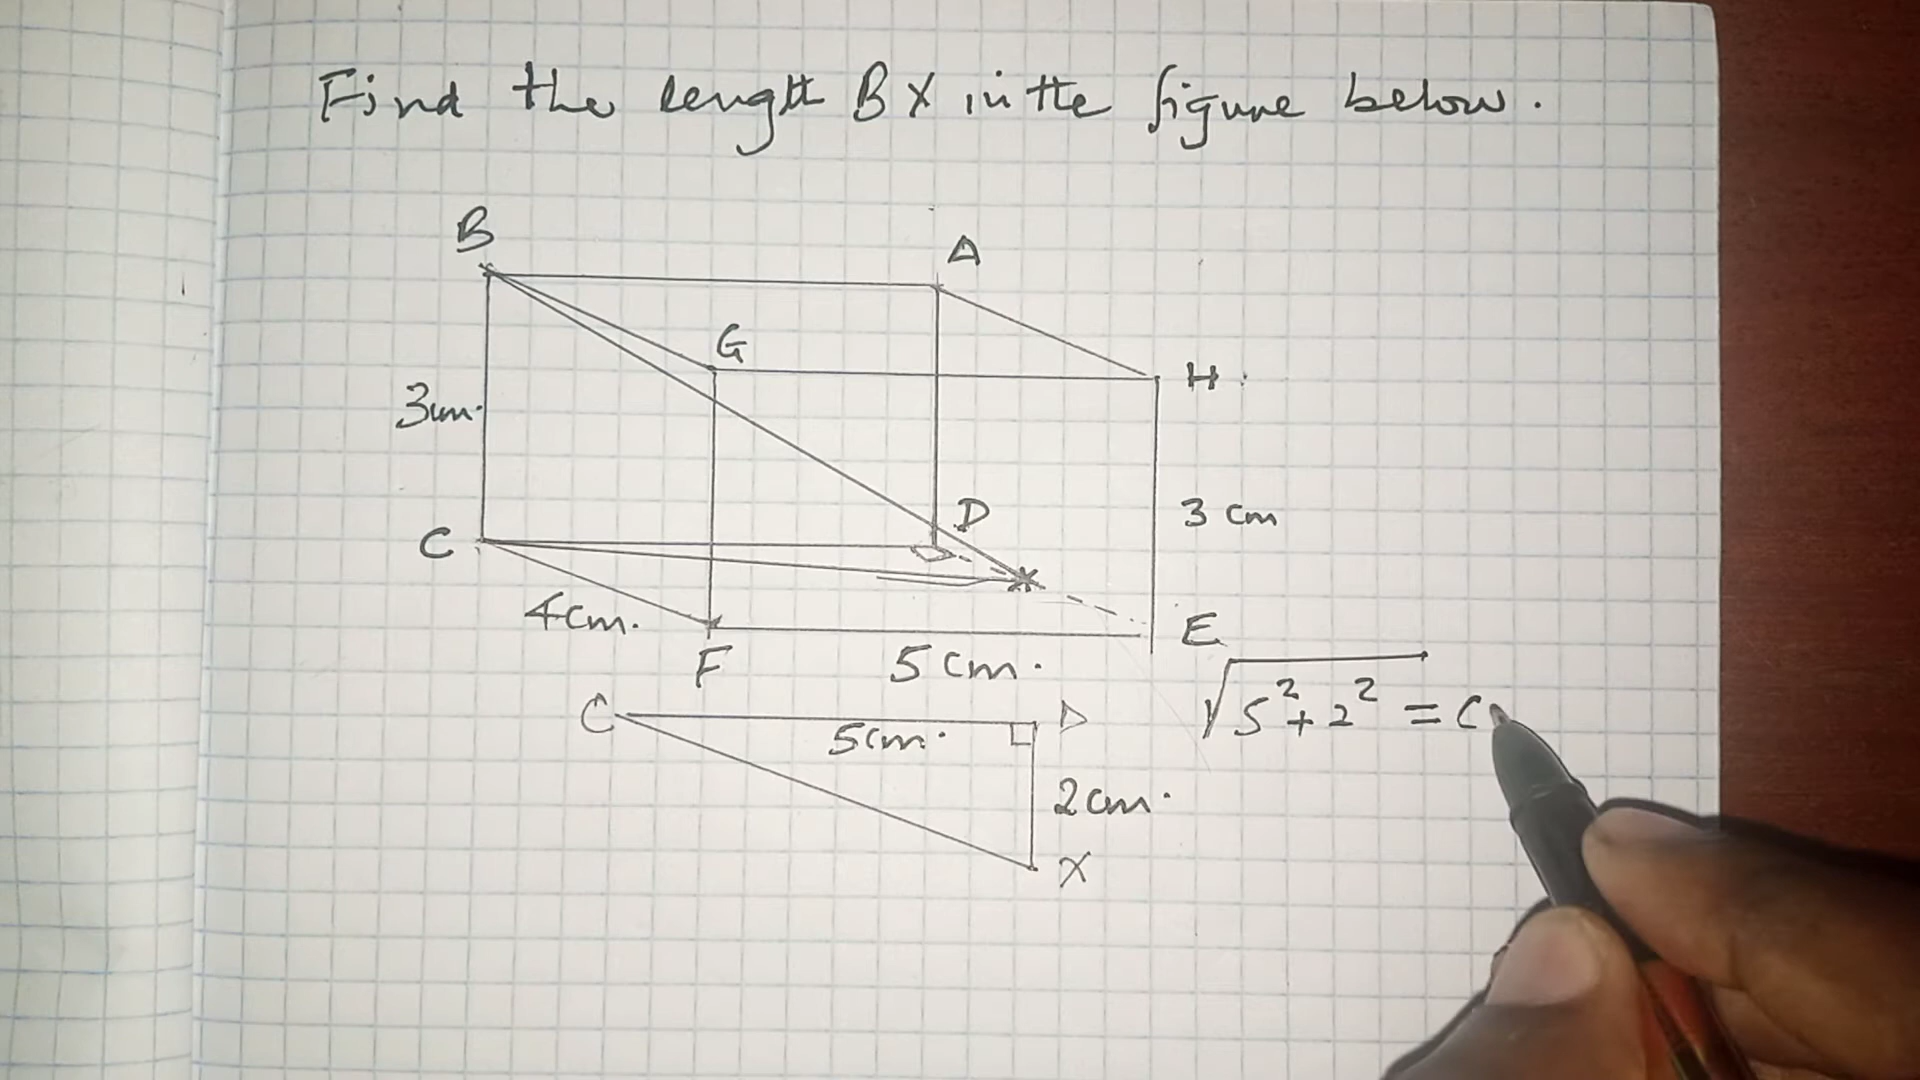 Find the length BX in the figure below.
B
A
G
H
3cm.
D
3 cm
C
4cm.
E
F
5 cm.
C
D
√5²+2² = C
5cm.
2cm.
X